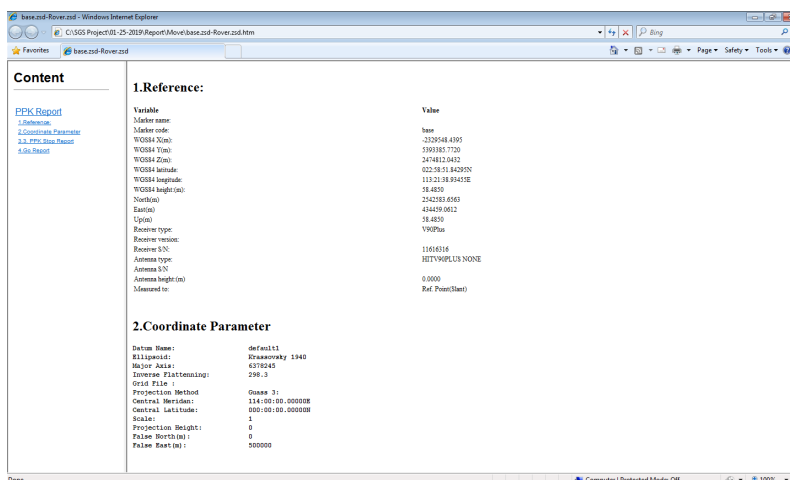 base.zsd-Rover.zsd - Windows Internet Explorer
C:\SGS Project\01-25-2019\Report\Move\base.zsd-Rover.zsd.htm
Bing
Favorites
base.zsd-Rover.zsd
Page
Safety
Tools
Content
PPK Report
1.Reference:
2.Coordinate Parameter
3.3. PPK Stop Report
4.Go Report
1.Reference:
Variable Value
Marker name:
Marker code: base
WGS84 X(m): -2329548.4395
WGS84 Y(m): 5393385.7720
WGS84 Z(m): 2474812.0432
WGS84 latitude: 022:58:51.84295N
WGS84 longitude: 113:21:38.93455E
WGS84 height:(m): 58.4850
North(m) 2542583.6563
East(m) 434459.0612
Up(m) 58.4850
Receiver type: V90Plus
Receiver version:
Receiver S/N: 11616316
Antenna type: HITV90PLUS NONE
Antenna S/N
Antenna height:(m) 0.0000
Measured to: Ref. Point(Slant)
2.Coordinate Parameter
Datum Name: default1
Ellipsoid: Krassovsky 1940
Major Axis: 6378245
Inverse Flattenning: 298.3
Grid File :
Projection Method Guass 3:
Central Meridan: 114:00:00.00000E
Central Latitude: 000:00:00.00000N
Scale: 1
Projection Height: 0
False North(m): 0
False East(m): 500000
Done
Computer | Protected Mode: Off
100%